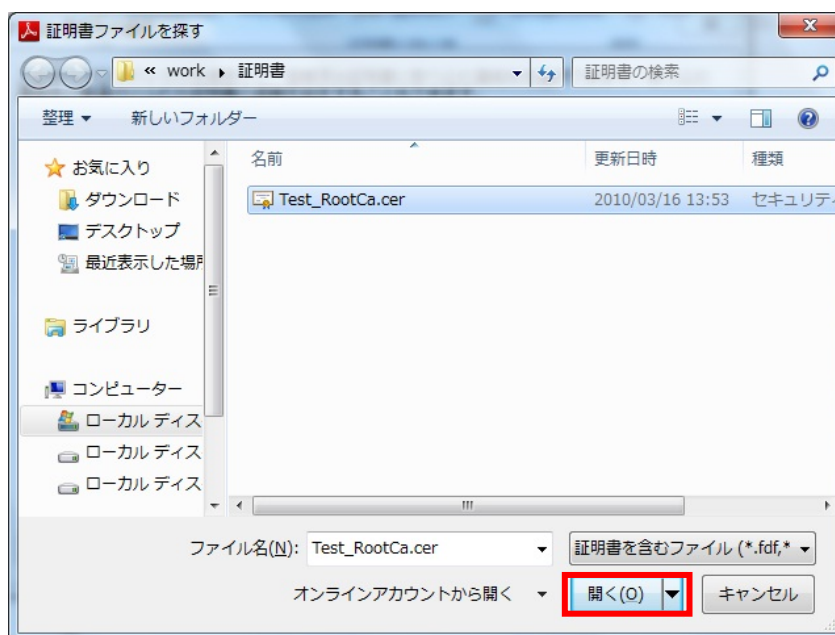 証明書ファイルを探す
« work ▶ 証明書
証明書の検索
整理 ▼ 新しいフォルダー
お気に入り
ダウンロード
デスクトップ
最近表示した場所
ライブラリ
コンピューター
ローカル ディス
ローカル ディス
ローカル ディス
名前 更新日時 種類
Test_RootCa.cer 2010/03/16 13:53 セキュリティ
ファイル名(N): Test_RootCa.cer 証明書を含むファイル (*.fdf,*
オンラインアカウントから開く 開く(O) キャンセル